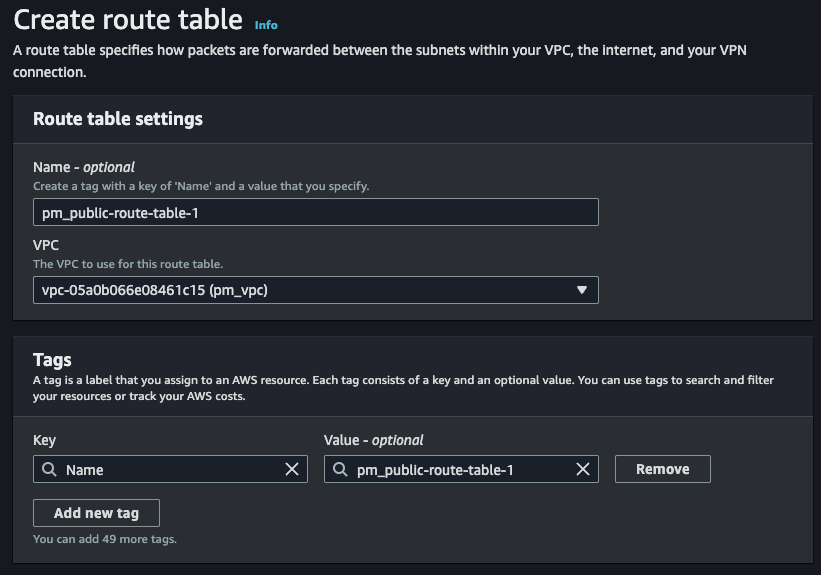 Create route table Info
A route table specifies how packets are forwarded between the subnets within your VPC, the internet, and your VPN
connection.
Route table settings
Name - optional
Create a tag with a key of 'Name' and a value that you specify.
pm_public-route-table-1
VPC
The VPC to use for this route table.
vpc-05a0b066e08461c15 (pm_vpc)
Tags
A tag is a label that you assign to an AWS resource. Each tag consists of a key and an optional value. You can use tags to search and filter
your resources or track your AWS costs.
Key Value - optional
Name pm_public-route-table-1 Remove
Add new tag
You can add 49 more tags.